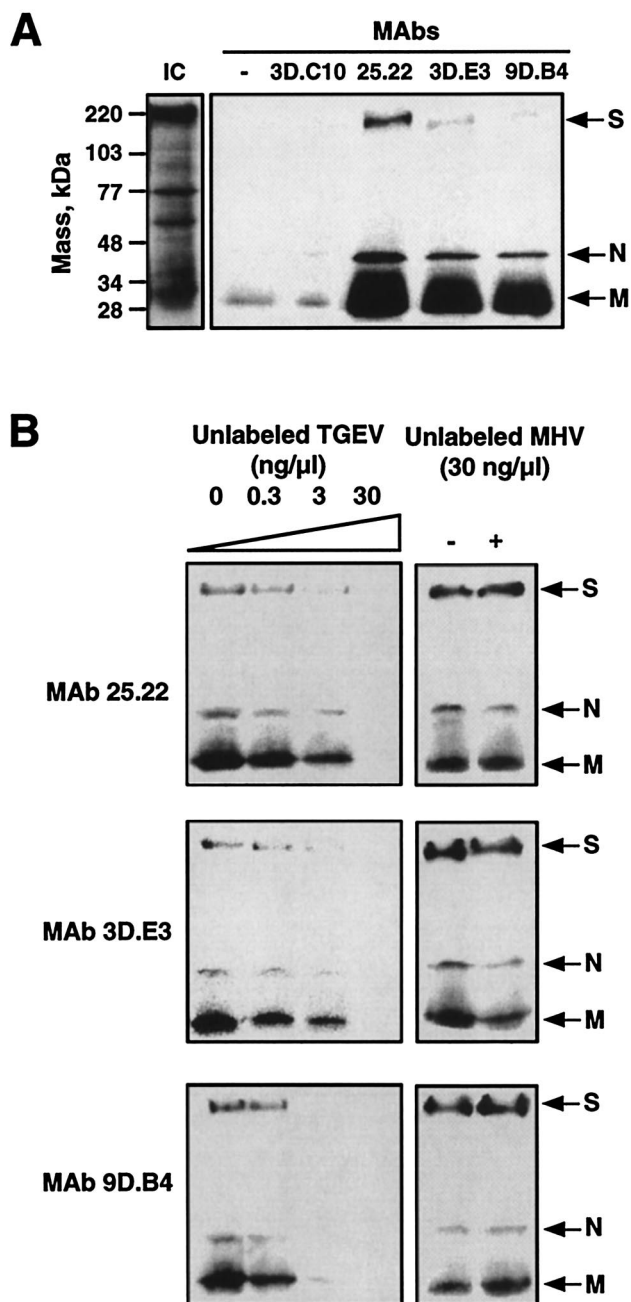 A
MAbs
IC - 3D.C10 25.22 3D.E3 9D.B4
Mass, kDa
220
103
77
48
34
28
S
N
M
B
Unlabeled TGEV
(ng/µl)
0 0.3 3 30
Unlabeled MHV
(30 ng/µl)
- +
MAb 25.22
S
N
M
MAb 3D.E3
S
N
M
MAb 9D.B4
S
N
M